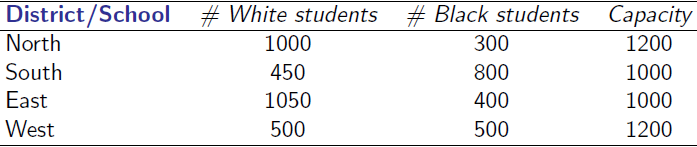 District/School # White students # Black students Capacity
North 1000 300 1200
South 450 800 1000
East 1050 400 1000
West 500 500 1200